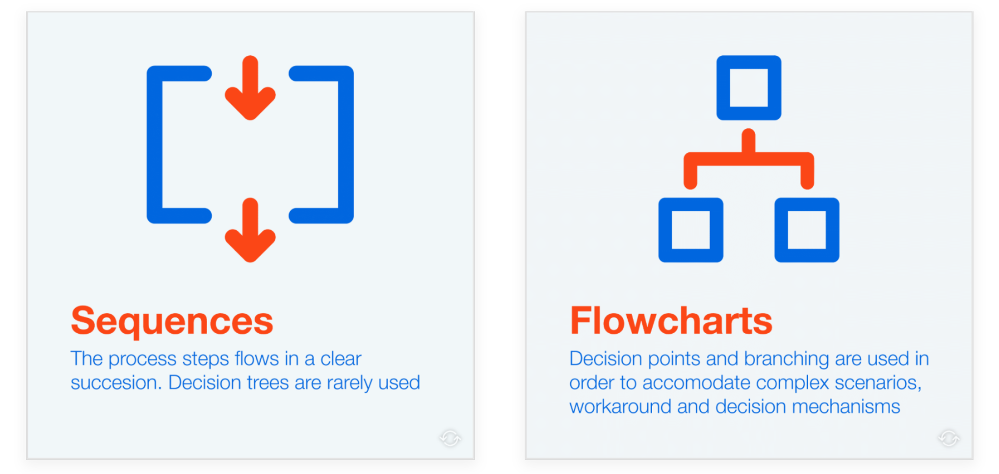 Sequences
The process steps flows in a clear
succesion. Decision trees are rarely used
Flowcharts
Decision points and branching are used in
order to accomodate complex scenarios,
workaround and decision mechanisms